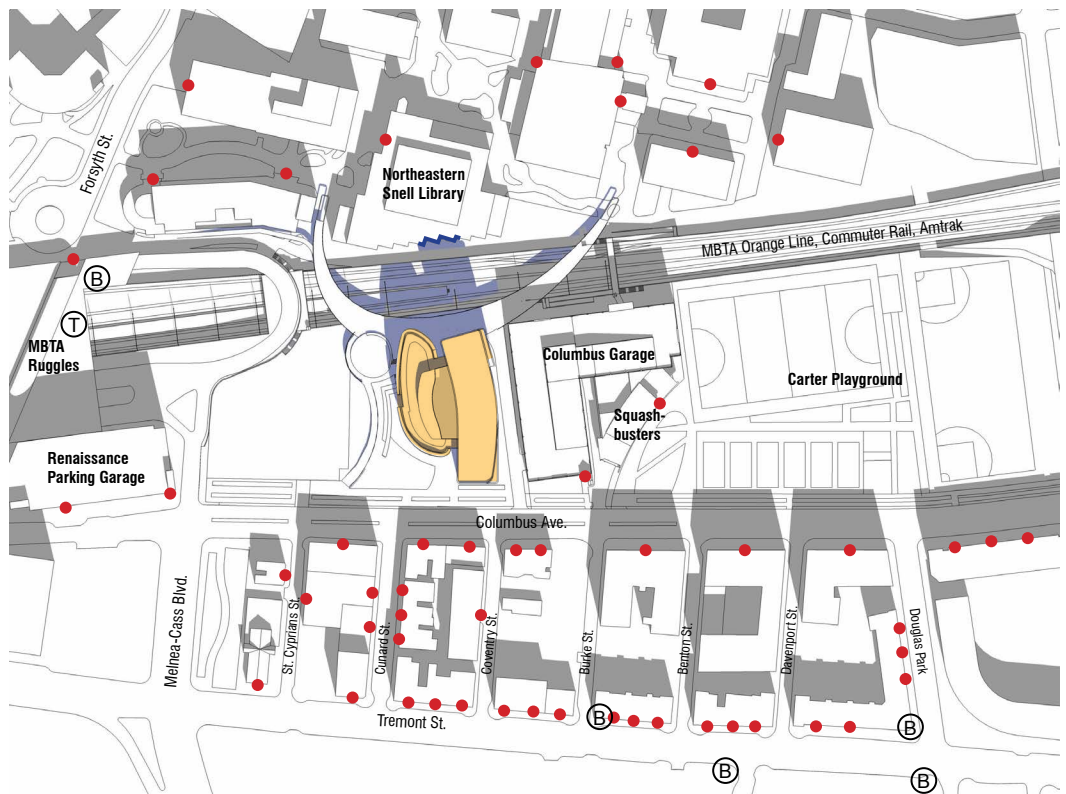 Forsyth St.
Northeastern
Snell Library
MBTA Orange Line, Commuter Rail, Amtrak
B
T
MBTA
Ruggles
Columbus Garage
Carter Playground
Squash-
busters
Renaissance
Parking Garage
Columbus Ave.
Melnea-Cass Blvd.
St. Cyprians St.
Cunard St.
Coventry St.
Burke St.
Benton St.
Davenport St.
Douglas Park
Tremont St.
B
B
B
B